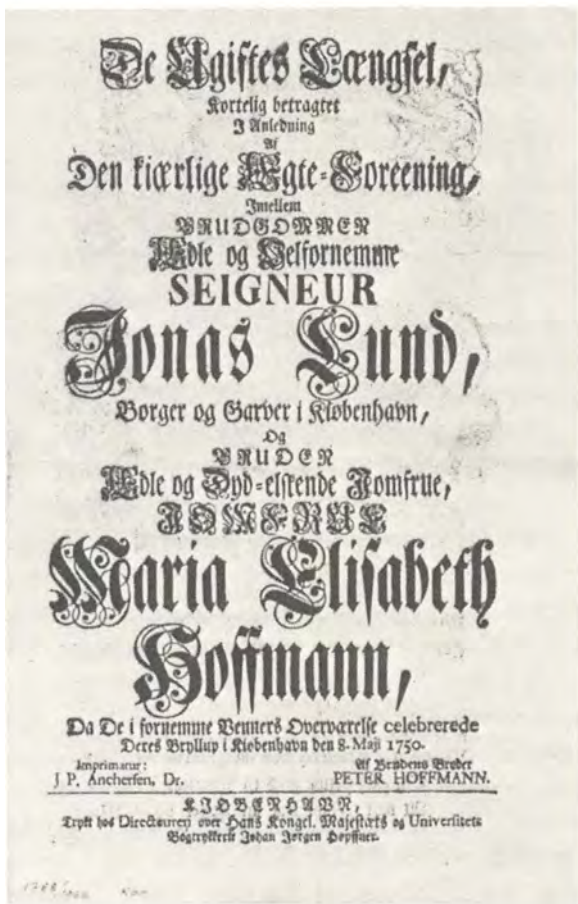 De Ugiftes Længsel,
Kortelig betragtet
I Anledning
Af
Den kiærlige Ægte-Foreening,
Imellem
BRUDGOMMEN
Ædle og Velfornemme
SEIGNEUR
Jonas Lund,
Borger og Garver i Kiøbenhavn,
Og
BRUDEN
Ædle og Dyd-elskende Jomfrue,
JOMFRUE
Maria Elisabeth
Hoffmann,
Da De i fornemme Venners Overværelse celebrerede
Deres Bryllup i Kiøbenhavn den 8. Maji 1750.
Imprimatur:
J P. Anchersen, Dr.
Af Brudens Broder
PETER HOFFMANN.
KIØBENHAVN,
Trykt hos Directeuren over Hans Kongel. Majestæts og Universitets
Bogtrykkerie Johan Jørgen Høpffner.